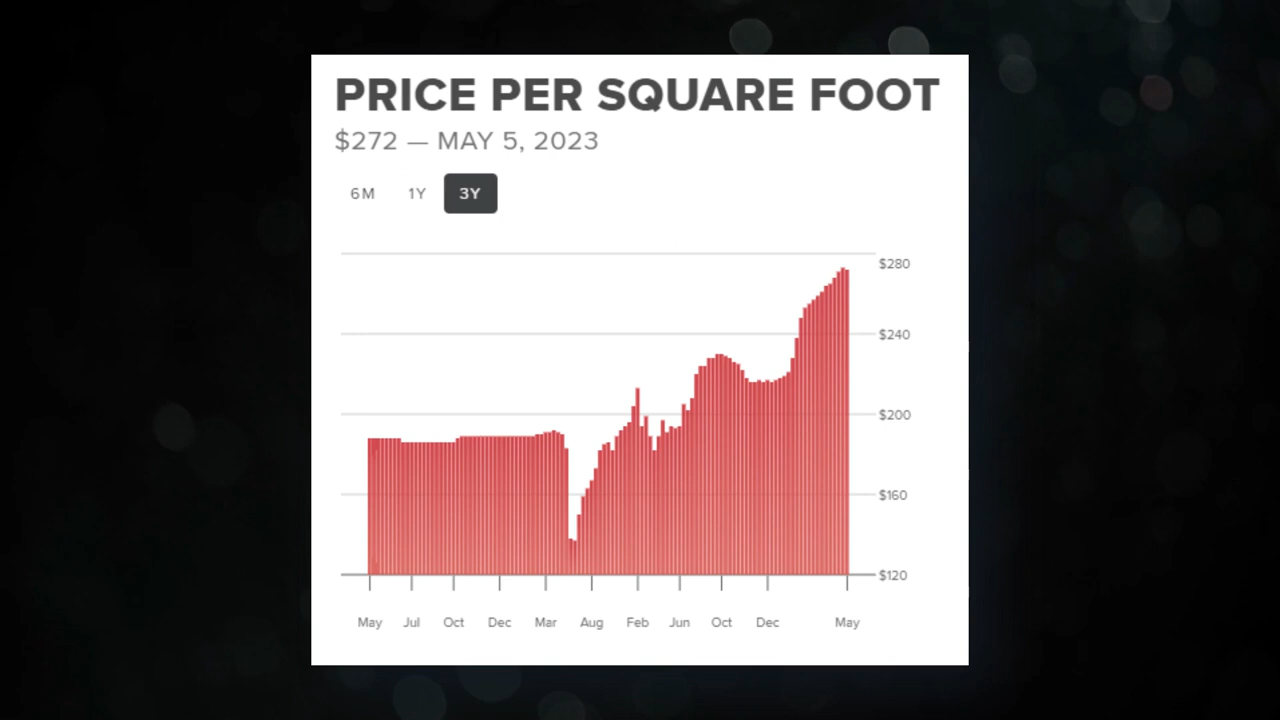 PRICE PER SQUARE FOOT
$272 — MAY 5, 2023
6M 1Y 3Y
$280
$240
$200
$160
$120
May Jul Oct Dec Mar Aug Feb Jun Oct Dec May